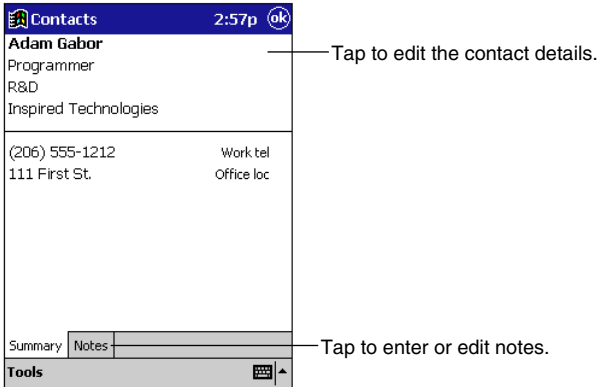 Contacts 2:57p ok
Adam Gabor
Programmer
R&D
Inspired Technologies
Tap to edit the contact details.
(206) 555-1212 Work tel
111 First St. Office loc
Summary Notes
Tap to enter or edit notes.
Tools